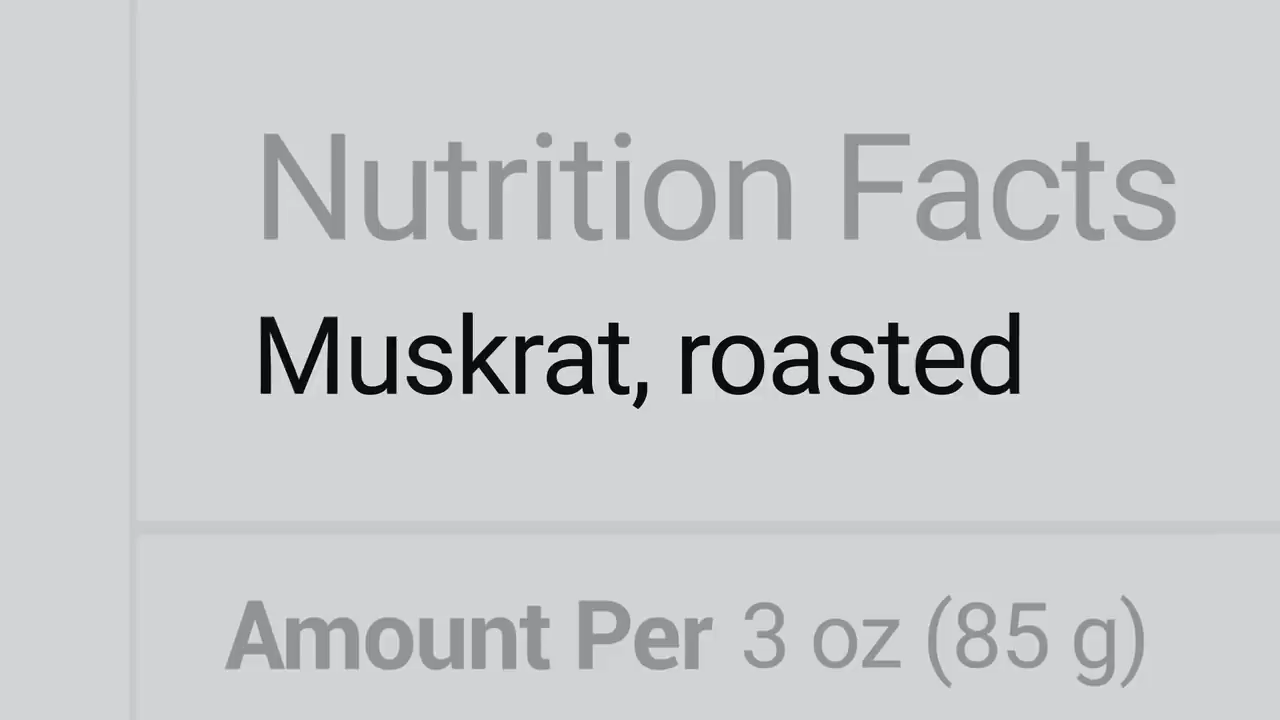 Nutrition Facts
Muskrat, roasted
Amount Per 3 oz (85 g)